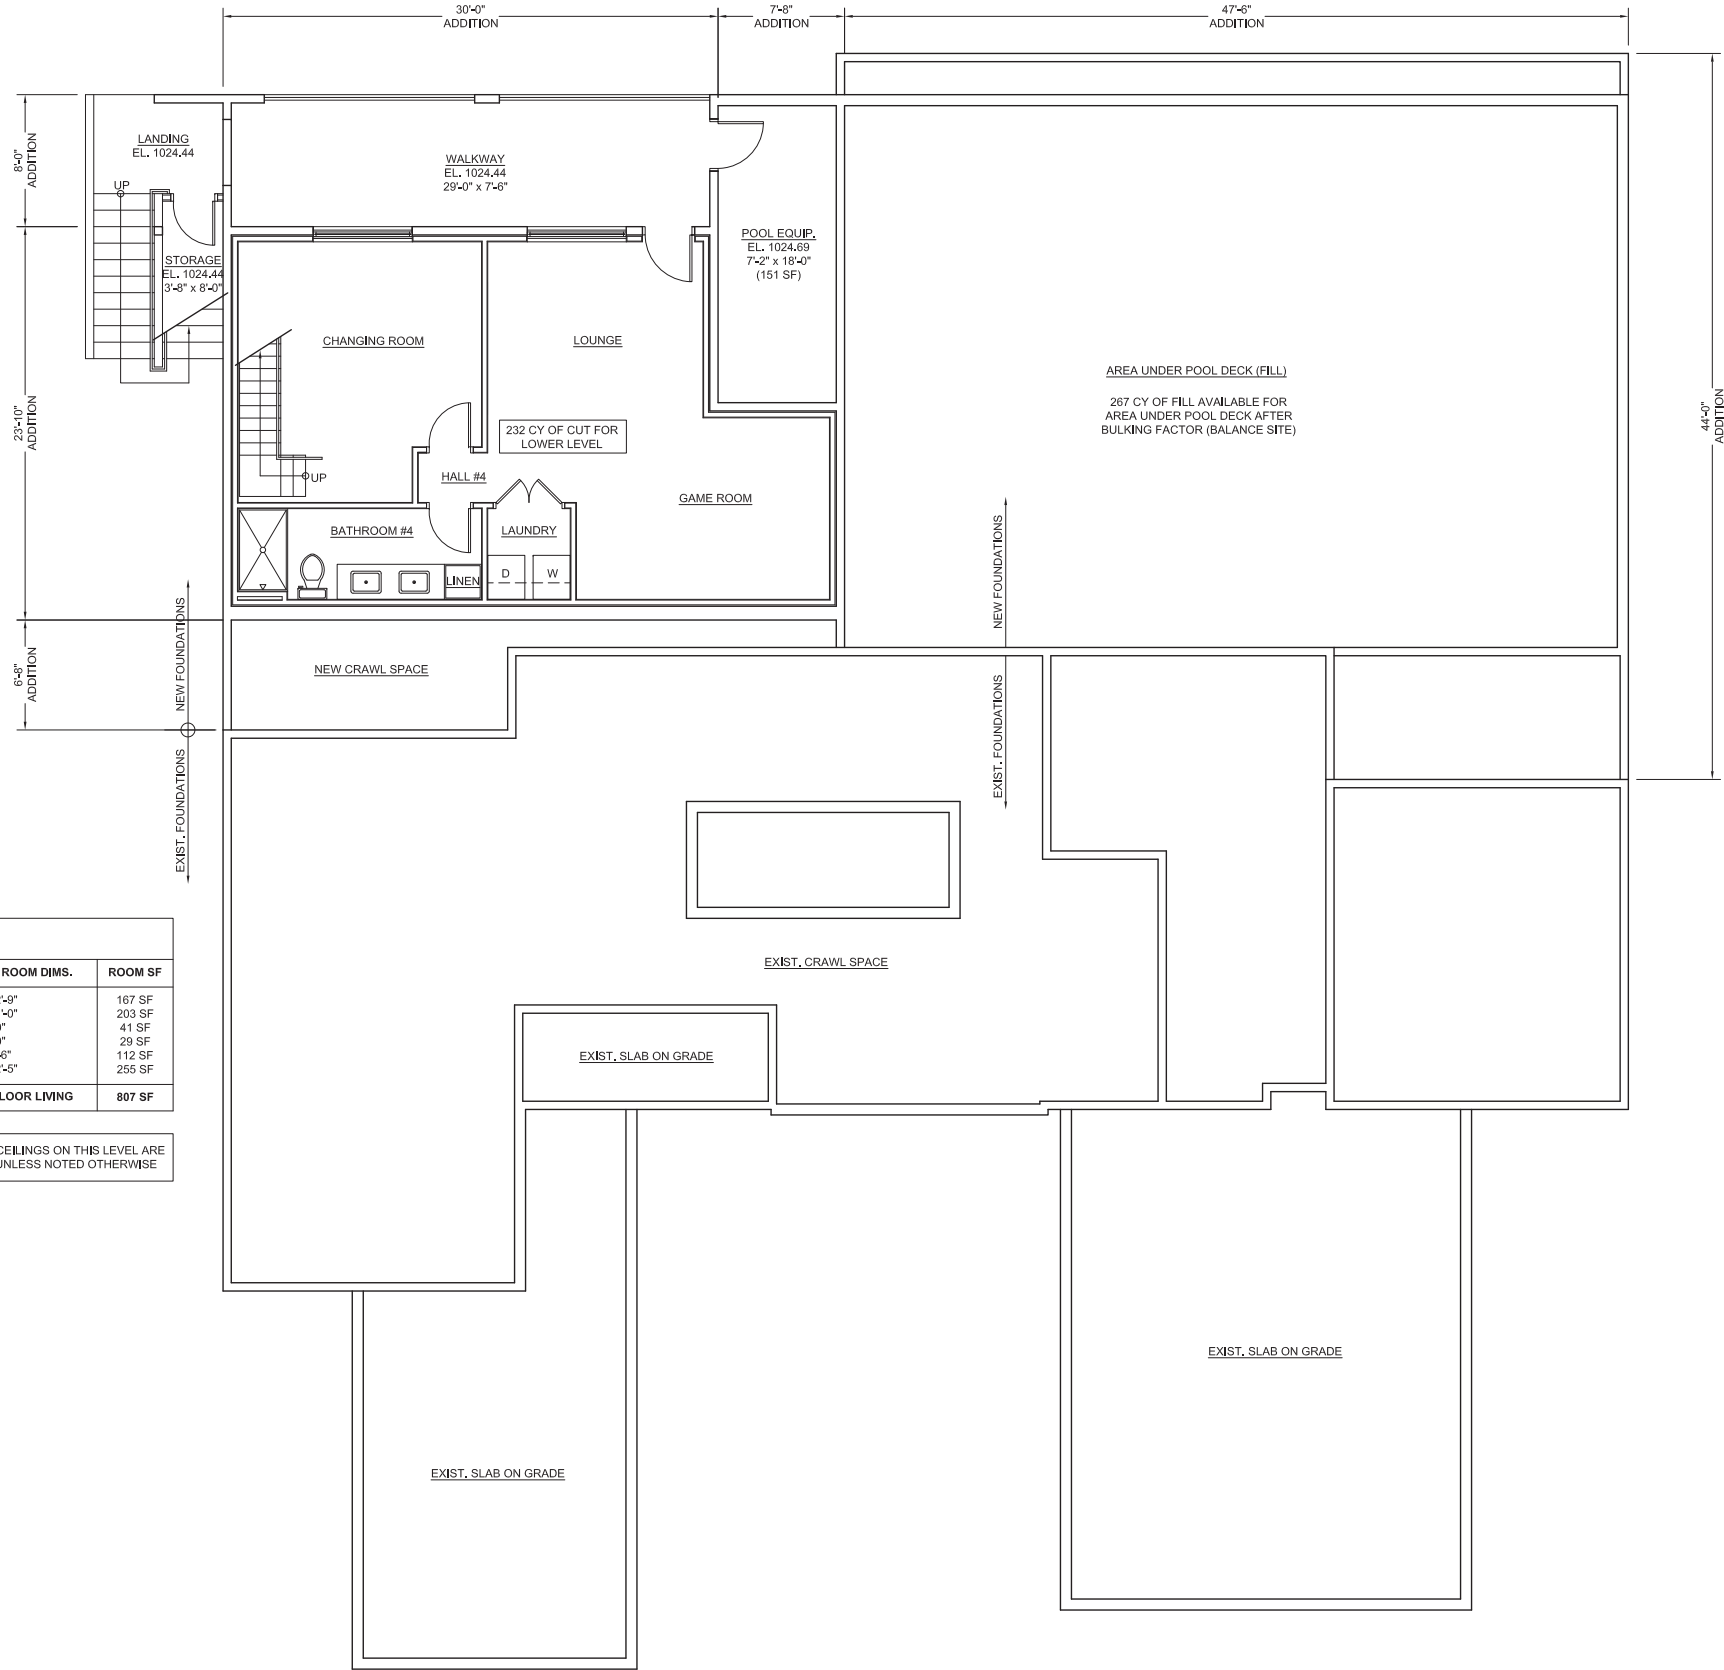 30'-0"
ADDITION
7'-8"
ADDITION
47'-6"
ADDITION
8'-0"
ADDITION
LANDING
EL. 1024.44
UP
WALKWAY
EL. 1024.44
29'-0" x 7'-6"
STORAGE
EL. 1024.44
3'-8" x 8'-0"
POOL EQUIP.
EL. 1024.69
7'-2" x 18'-0"
(151 SF)
CHANGING ROOM
LOUNGE
AREA UNDER POOL DECK (FILL)
267 CY OF FILL AVAILABLE FOR
AREA UNDER POOL DECK AFTER
BULKING FACTOR (BALANCE SITE)
23'-10"
ADDITION
44'-0"
ADDITION
232 CY OF CUT FOR
LOWER LEVEL
HALL #4
UP
GAME ROOM
BATHROOM #4
LAUNDRY
D
W
LINEN
NEW FOUNDATIONS
EXIST. FOUNDATIONS
NEW FOUNDATIONS
EXIST. FOUNDATIONS
6'-8"
ADDITION
NEW CRAWL SPACE
EXIST. CRAWL SPACE
ROOM DIMS.
ROOM SF
'-9"
167 SF
'-0"
203 SF
41 SF
29 SF
112 SF
'-5"
255 SF
LOOR LIVING
807 SF
CEILINGS ON THIS LEVEL ARE
UNLESS NOTED OTHERWISE
EXIST. SLAB ON GRADE
EXIST. SLAB ON GRADE
EXIST. SLAB ON GRADE